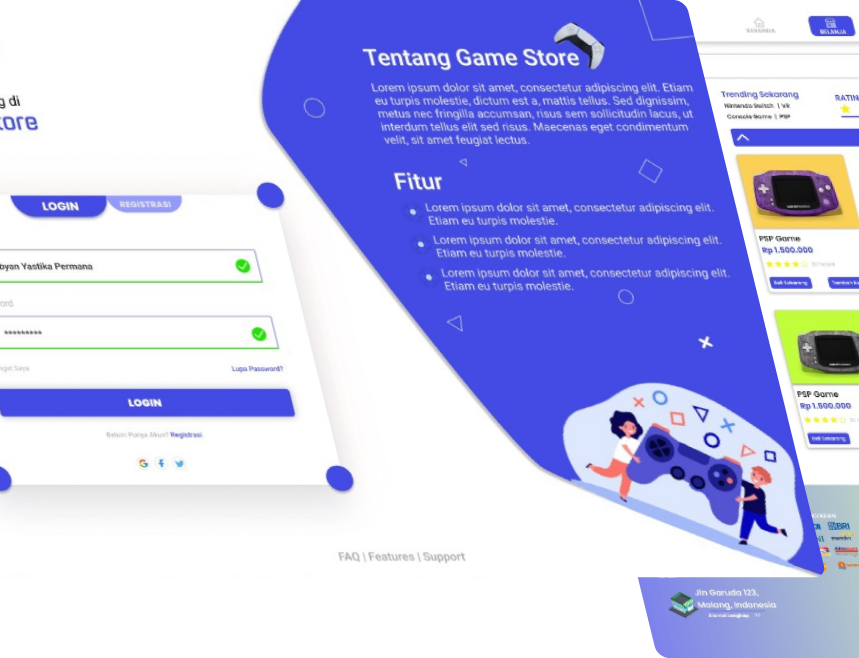 g di
tore
LOGIN
REGISTRASI
byan Yastika Permana
ord
*********
ngat Saya
Lupa Password?
LOGIN
Belum Punya Akun? Registrasi
G
FAQ | Features | Support
Tentang Game Store
Lorem ipsum dolor sit amet, consectetur adipiscing elit. Etiam
eu turpis molestie, dictum est a, mattis tellus. Sed dignissim,
metus nec fringilla accumsan, risus sem sollicitudin lacus, ut
interdum tellus elit sed risus. Maecenas eget condimentum
velit, sit amet feugiat lectus.
Fitur
Lorem ipsum dolor sit amet, consectetur adipiscing elit.
Etiam eu turpis molestie.
Lorem ipsum dolor sit amet, consectetur adipiscing elit.
Etiam eu turpis molestie.
Lorem ipsum dolor sit amet, consectetur adipiscing elit.
Etiam eu turpis molestie.
BERANDA
BELANJA
Trending Sekarang
Nintendo Switch | VR
Console Game | PSP
RATIN
PSP Game
Rp 1.500.000
Beli Sekarang
PSP Game
Rp 1.500.000
Beli Sekarang
BRI
Jln Garuda 123,
Malang, Indonesia